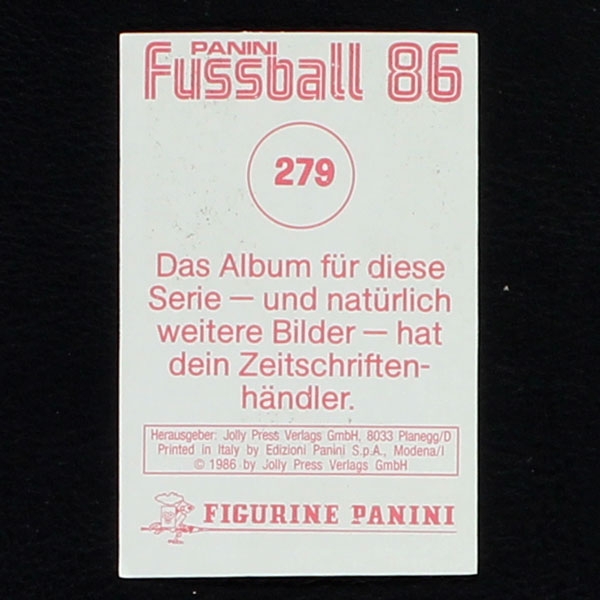 PANINI
Fussball 86
279
Das Album für diese
Serie – und natürlich
weitere Bilder – hat
dein Zeitschriften-
händler.
Herausgeber: Jolly Press Verlags GmbH, 8033 Planegg/D
Printed in Italy by Edizioni Panini S.p.A., Modena/I
© 1986 by Jolly Press Verlags GmbH
FIGURINE PANINI